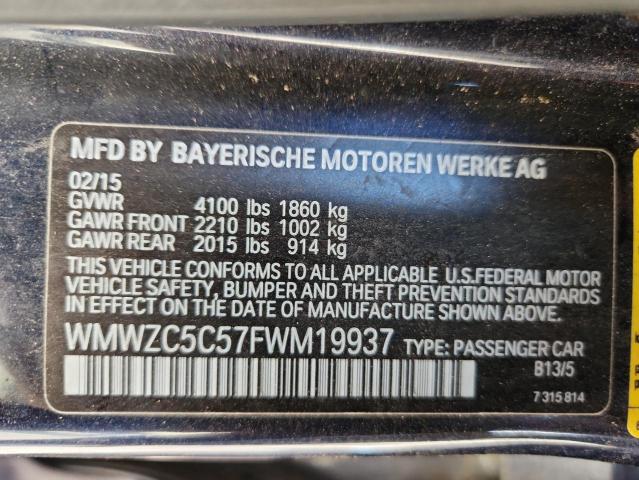 MFD BY BAYERISCHE MOTOREN WERKE AG
02/15
GVWR 4100 lbs 1860 kg
GAWR FRONT 2210 lbs 1002 kg
GAWR REAR 2015 lbs 914 kg
THIS VEHICLE CONFORMS TO ALL APPLICABLE U.S.FEDERAL MOTOR
VEHICLE SAFETY, BUMPER AND THEFT PREVENTION STANDARDS
IN EFFECT ON THE DATE OF MANUFACTURE SHOWN ABOVE.
WMWZC5C57FWM19937 TYPE: PASSENGER CAR
B13/5
7 315 814